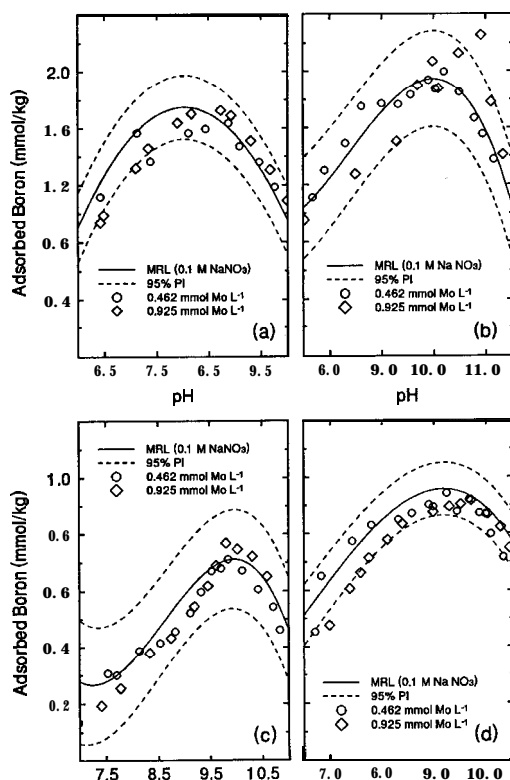 2.0
1.6
1.2
0.6
0.4
Adsorbed Boron (mmol/kg)
MRL (0.1 M NaNO₃)
95% PI
0.462 mmol Mo L⁻¹
0.925 mmol Mo L⁻¹
(a)
6.5 7.5 8.5 9.5
pH
MRL (0.1 M Na NO₃)
95% PI
0.462 mmol Mo L⁻¹
0.925 mmol Mo L⁻¹
(b)
6.0 9.0 10.0 11.0
pH
1.0
0.8
0.6
0.4
0.2
Adsorbed Boron (mmol/kg)
MRL (0.1 M NaNO₃)
95% PI
0.462 mmol Mo L⁻¹
0.925 mmol Mo L⁻¹
(c)
7.5 8.5 9.5 10.5
MRL (0.1 M Na NO₃)
95% PI
0.462 mmol Mo L⁻¹
0.925 mmol Mo L⁻¹
(d)
7.0 6.0 9.0 10.0